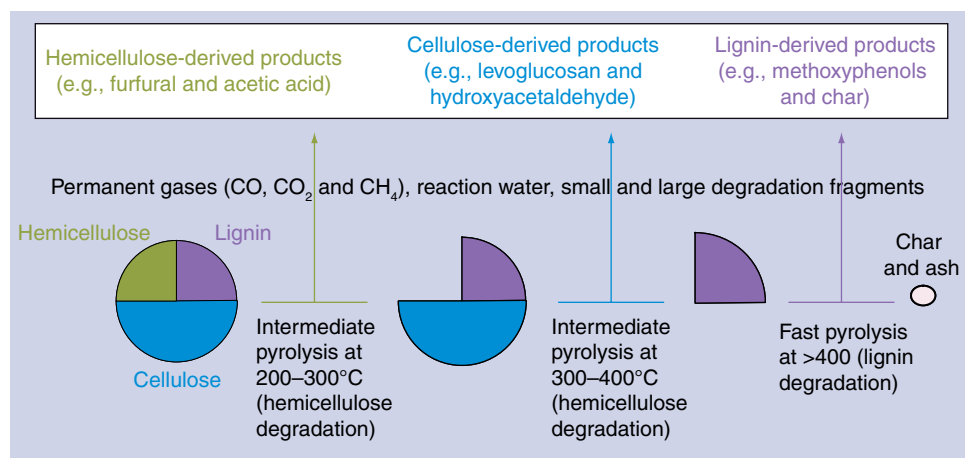 Hemicellulose-derived products
(e.g., furfural and acetic acid)
Cellulose-derived products
(e.g., levoglucosan and
hydroxyacetaldehyde)
Lignin-derived products
(e.g., methoxyphenols
and char)
Permanent gases (CO, CO₂ and CH₄), reaction water, small and large degradation fragments
Hemicellulose
Lignin
Cellulose
Intermediate
pyrolysis at
200–300°C
(hemicellulose
degradation)
Intermediate
pyrolysis at
300–400°C
(hemicellulose
degradation)
Fast pyrolysis
at >400 (lignin
degradation)
Char
and ash